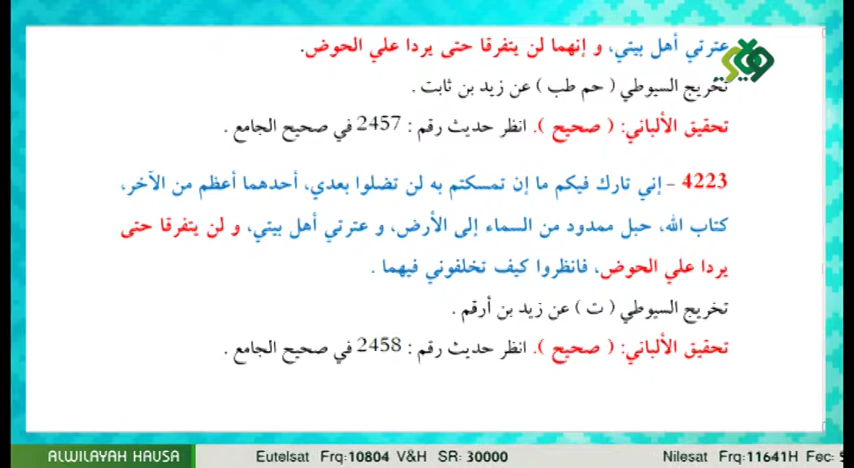 عترتي أهل بيتي، و إنهما لن يتفرقا حتى يردا علي الحوض.
تخريج السيوطي ( حم طب ) عن زيد بن ثابت .
تحقيق الألباني: ( صحيح ). انظر حديث رقم : 2457 في صحيح الجامع .
4223 - إني تارك فيكم ما إن تمسكتم به لن تضلوا بعدي، أحدهما أعظم من الآخر،
كتاب الله، حبل ممدود من السماء إلى الأرض، و عترتي أهل بيتي، و لن يتفرقا حتى
يردا علي الحوض، فانظروا كيف تخلفوني فيهما .
تخريج السيوطي ( ت ) عن زيد بن أرقم .
تحقيق الألباني: ( صحيح ). انظر حديث رقم : 2458 في صحيح الجامع .
ALWILAYAH HAUSA Eutelsat Frq:10804 V&H SR: 30000 Nilesat Frq:11641H Fec: